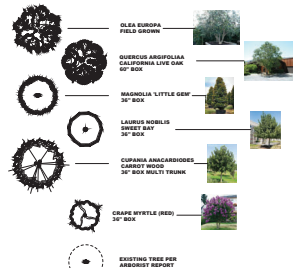 OLEA EUROPA
FIELD GROWN
QUERCUS ARGIFOLIAA
CALIFORNIA LIVE OAK
60" BOX
MAGNOLIA 'LITTLE GEM'
36" BOX
LAURUS NOBILIS
SWEET BAY
36" BOX
CUPANIA ANACARDIODES
CARROT WOOD
36" BOX MULTI TRUNK
CRAPE MYRTLE (RED)
36" BOX
EXISTING TREE PER
ARBORIST REPORT